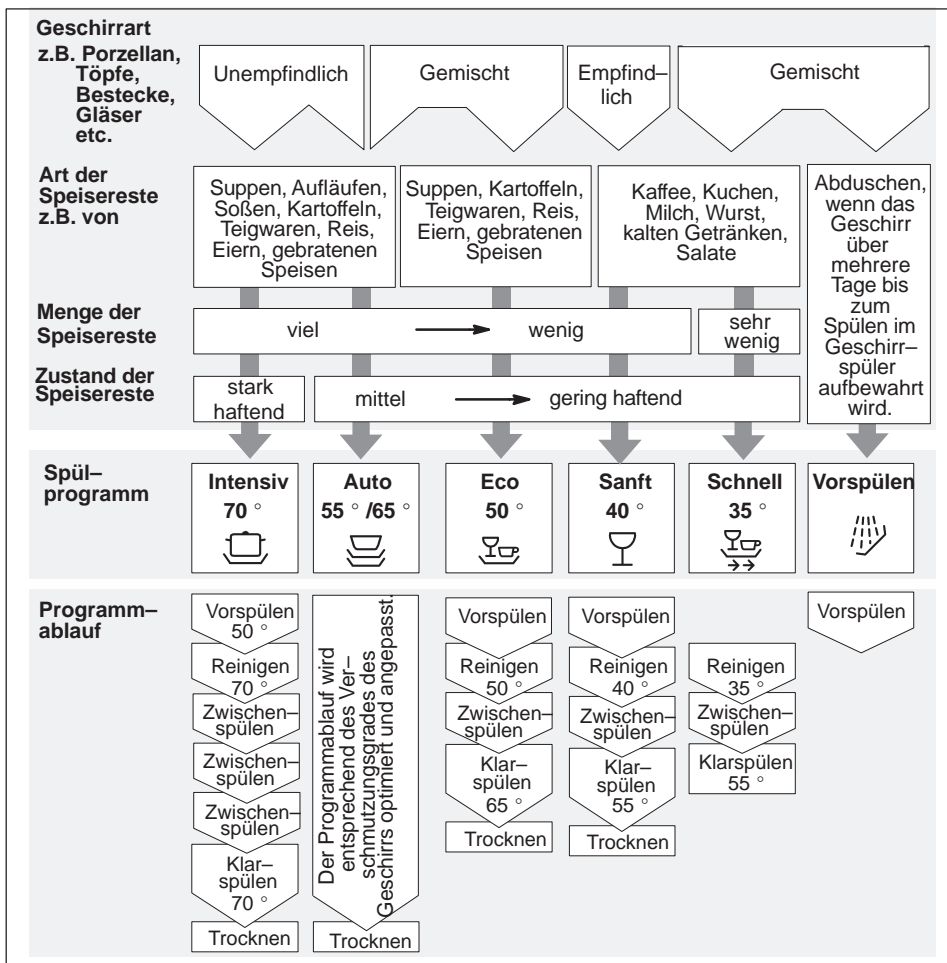 Geschirrart
z.B. Porzellan,
Töpfe,
Bestecke,
Gläser
etc.
Unempfindlich
Gemischt
Empfind–
lich
Gemischt
Art der
Speisereste
z.B. von
Suppen, Aufläufen,
Soßen, Kartoffeln,
Teigwaren, Reis,
Eiern, gebratenen
Speisen
Suppen, Kartoffeln,
Teigwaren, Reis,
Eiern, gebratenen
Speisen
Kaffee, Kuchen,
Milch, Wurst,
kalten Getränken,
Salate
Abduschen,
wenn das
Geschirr
über
mehrere
Tage bis
zum
Spülen im
Geschirr–
spüler
aufbewahrt
wird.
Menge der
Speisereste
viel
wenig
sehr
wenig
Zustand der
Speisereste
stark
haftend
mittel
gering haftend
Spül–
programm
Intensiv
70 °
Auto
55 ° /65 °
Eco
50 °
Sanft
40 °
Schnell
35 °
Vorspülen
Programm–
ablauf
Vorspülen
50 °
Reinigen
70 °
Zwischen–
spülen
Zwischen–
spülen
Zwischen–
spülen
Klar–
spülen
70 °
Trocknen
Der Programmablauf wird
entsprechend des Ver–
schmutzungsgrades des
Geschirrs optimiert und angepasst.
Trocknen
Vorspülen
Reinigen
50 °
Zwischen–
spülen
Klar–
spülen
65 °
Trocknen
Vorspülen
Reinigen
40 °
Zwischen–
spülen
Klar–
spülen
55 °
Trocknen
Reinigen
35 °
Zwischen–
spülen
Klarspülen
55 °
Vorspülen